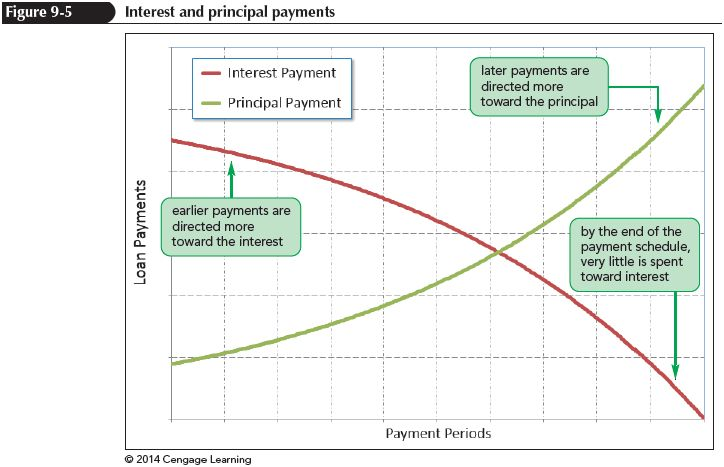 Figure 9-5 Interest and principal payments
Interest Payment
Principal Payment
later payments are
directed more
toward the principal
earlier payments are
directed more
toward the interest
by the end of the
payment schedule,
very little is spent
toward interest
Loan Payments
Payment Periods
© 2014 Cengage Learning